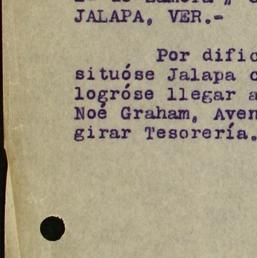 JALAPA, VER.-
Por dific
situóse Jalapa c
logróse llegar a
Noé Graham, Aven
girar Tesorería.